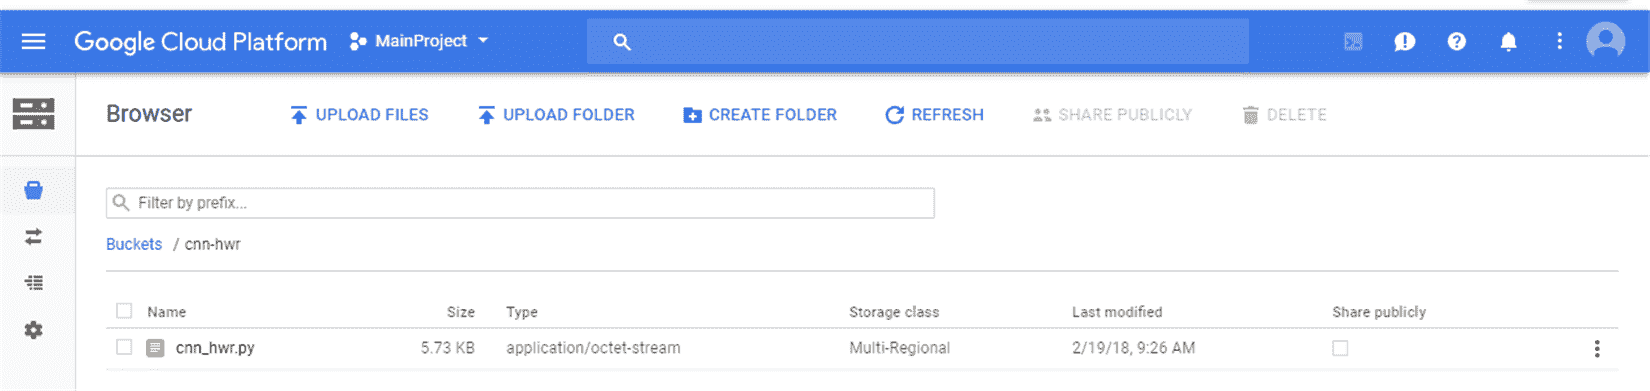 Google Cloud Platform MainProject
Browser UPLOAD FILES UPLOAD FOLDER CREATE FOLDER REFRESH SHARE PUBLICLY DELETE
Filter by prefix...
Buckets / cnn-hwr
Name Size Type Storage class Last modified Share publicly
cnn_hwr.py 5.73 KB application/octet-stream Multi-Regional 2/19/18, 9:26 AM